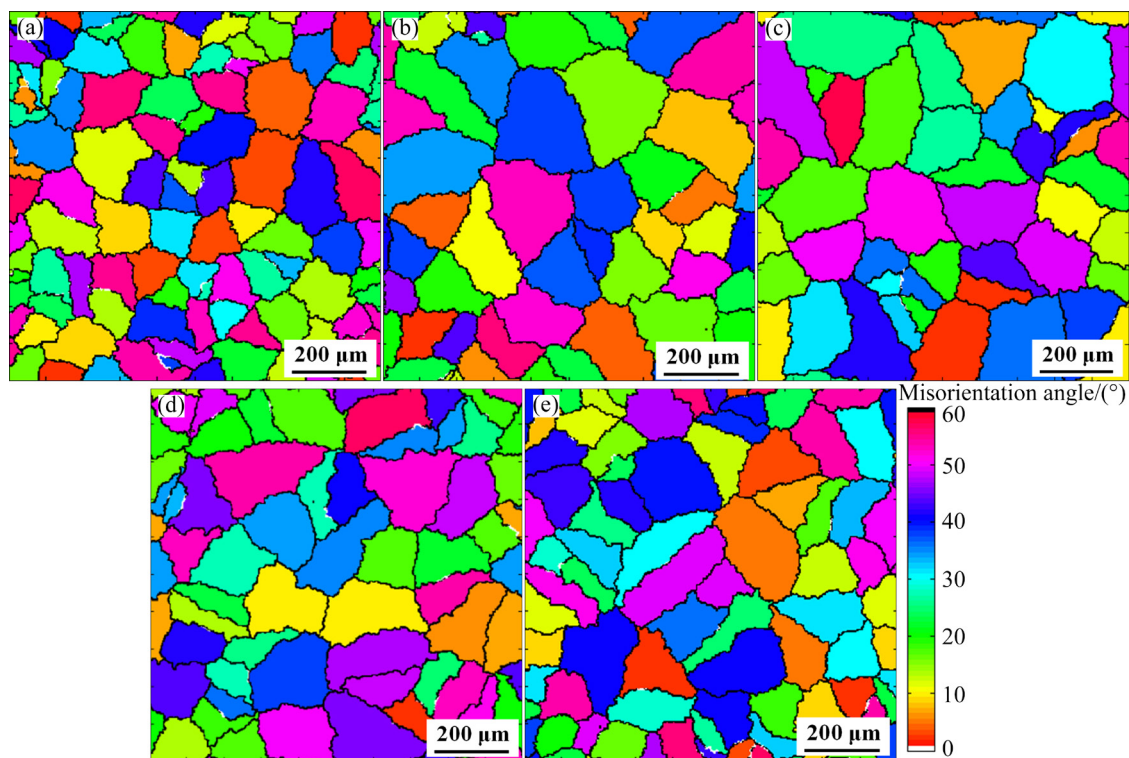 (a)
(b)
(c)
200 μm
200 μm
200 μm
(d)
(e)
Misorientation angle/(°)
60
50
40
30
20
10
0
200 μm
200 μm